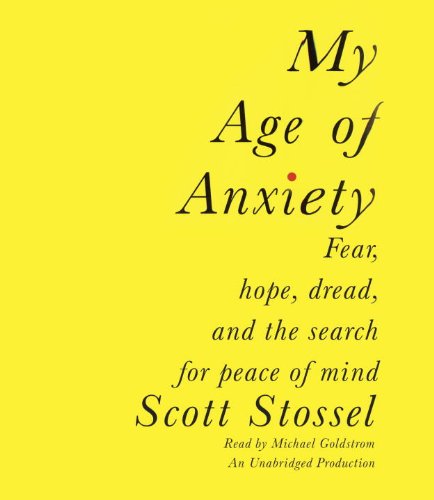 My
Age of
Anxiety
Fear,
hope, dread,
and the search
for peace of mind
Scott Stossel
Read by Michael Goldstrom
An Unabridged Production